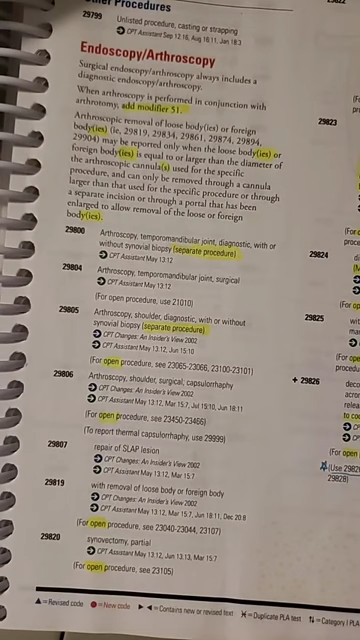 Other Procedures
29799 Unlisted procedure, casting or strapping
CPT Assistant Sep 12:16, Aug 16:11, Jan 18:3
Endoscopy/Arthroscopy
Surgical endoscopy/arthroscopy always includes a
diagnostic endoscopy/arthroscopy.
When arthroscopy is performed in conjunction with
arthrotomy, add modifier 51.
Arthroscopic removal of loose body(ies) or foreign
body(ies) (ie, 29819, 29834, 29861, 29874, 29894,
29904) may be reported only when the loose body(ies) or
foreign body(ies) is equal to or larger than the diameter of
the arthroscopic cannula(s) used for the specific
procedure, and can only be removed through a cannula
larger than that used for the specific procedure or through
a separate incision or through a portal that has been
enlarged to allow removal of the loose or foreign
body(ies).
29800 Arthroscopy, temporomandibular joint, diagnostic, with or
without synovial biopsy (separate procedure)
CPT Assistant May 13:12
29804 Arthroscopy, temporomandibular joint, surgical
CPT Assistant May 13:12
(For open procedure, use 21010)
29805 Arthroscopy, shoulder, diagnostic, with or without
synovial biopsy (separate procedure)
CPT Changes: An Insider's View 2002
CPT Assistant May 13:12, Jun 15:10
(For open procedure, see 23065-23066, 23100-23101)
29806 Arthroscopy, shoulder, surgical; capsulorrhaphy
CPT Changes: An Insider's View 2002
CPT Assistant May 13:12, Mar 15:7, Jul 15:10, Jun 18:11
(For open procedure, see 23450-23466)
(To report thermal capsulorrhaphy, use 29999)
29807 repair of SLAP lesion
CPT Changes: An Insider's View 2002
CPT Assistant May 13:12, Mar 15:7
29819 with removal of loose body or foreign body
CPT Changes: An Insider's View 2002
CPT Assistant May 13:12, Mar 15:7, Jun 18:11, Dec 20:8
(For open procedure, see 23040-23044, 23107)
29820 synovectomy, partial
CPT Assistant May 13:12, Jun 13:13, Mar 15:7
(For open procedure, see 23105)
▲=Revised code ●=New code ▶◀=Contains new or revised text ⋊=Duplicate PLA test ⇅=Category I PLA
29823
29824
29825
+ 29826
(Use 2982
29828)